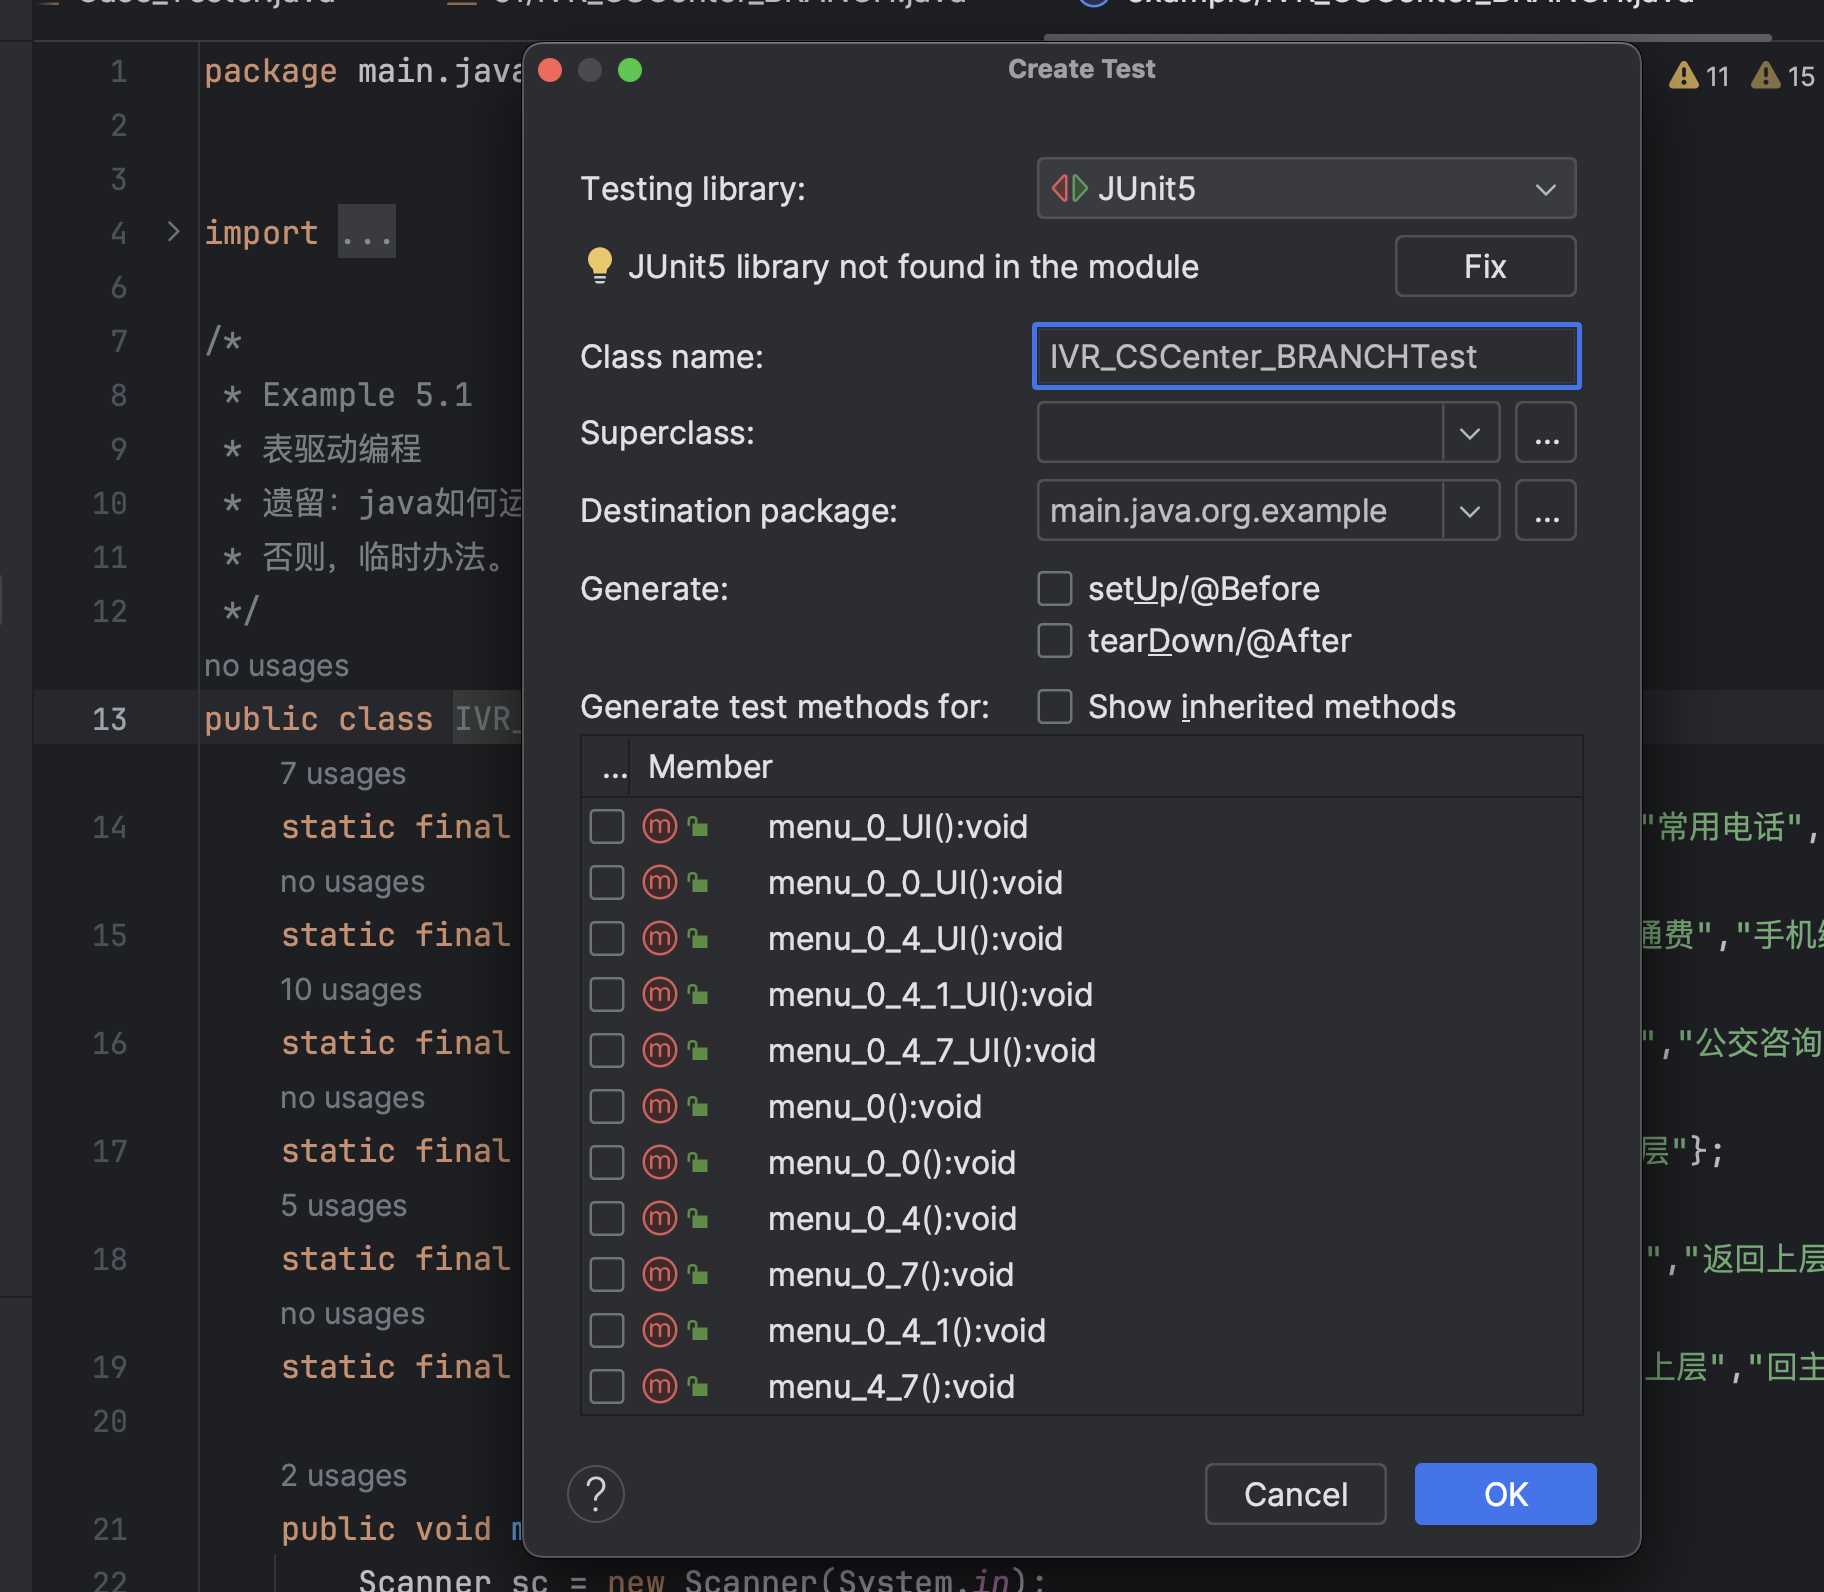 Create Test
11 15
Testing library: JUnit5
JUnit5 library not found in the module Fix
Class name: IVR_CSCenter_BRANCHTest
Superclass: ...
Destination package: main.java.org.example ...
Generate: setUp/@Before
tearDown/@After
Generate test methods for: Show inherited methods
... Member
menu_0_UI():void
menu_0_0_UI():void
menu_0_4_UI():void
menu_0_4_1_UI():void
menu_0_4_7_UI():void
menu_0():void
menu_0_0():void
menu_0_4():void
menu_0_7():void
menu_0_4_1():void
menu_4_7():void
? Cancel OK
1 package main.java
2
3
4 import ...
6
7 /*
8 * Example 5.1
9 * 表驱动编程
10 * 遗留：java如何运
11 * 否则，临时办法。
12 */
no usages
13 public class IVR_
7 usages
14 static final "常用电话",
no usages
15 static final 通费","手机
10 usages
16 static final ","公交咨询
no usages
17 static final 层"};
5 usages
18 static final ","返回上层
no usages
19 static final 上层","回主
20
2 usages
21 public void
22 Scanner sc = new Scanner(System.in);